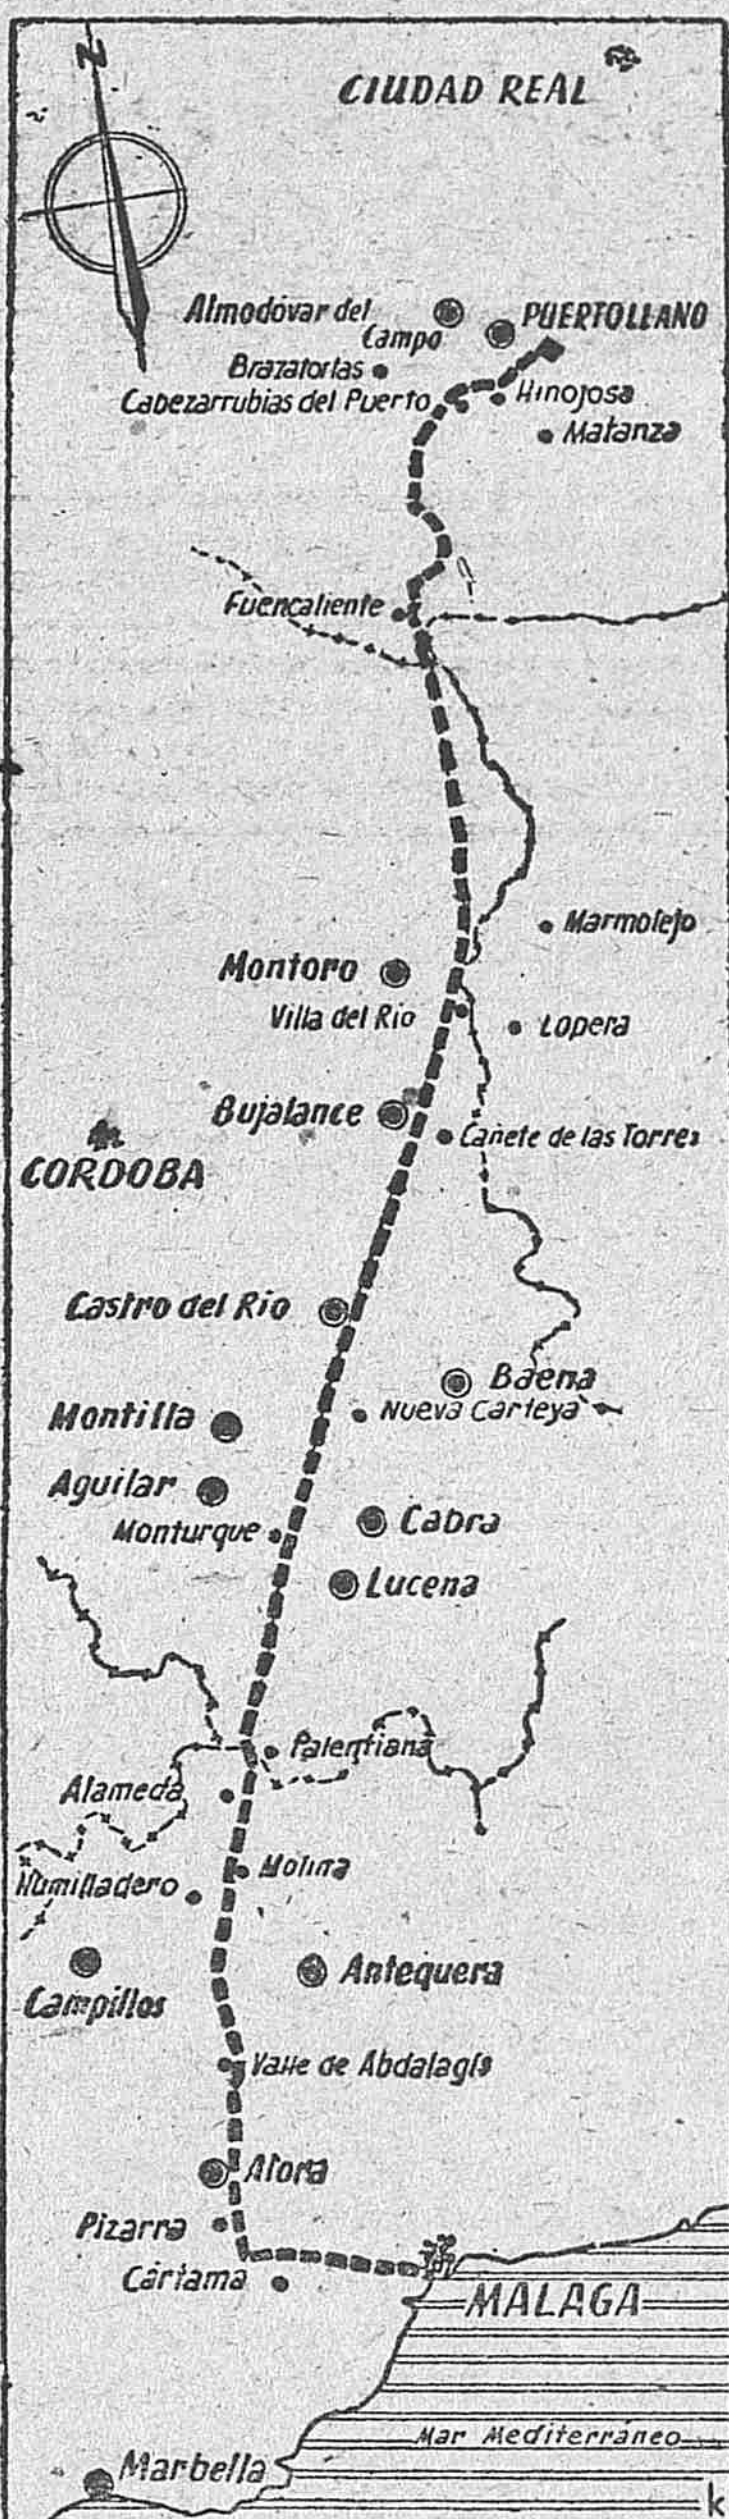 N
CIUDAD REAL
Almodóvar del
Campo
PUERTOLLANO
Brazatortas
Cabezarrubias del Puerto
Hinojosa
Matanza
Fuencaliente
Marmolejo
Montoro
Villa del Rio
Lopera
Bujalance
Cañete de las Torres
CORDOBA
Castro del Rio
Baena
Nueva Carteya
Montilla
Aguilar
Cabra
Monturque
Lucena
Palenciana
Alameda
Molina
Humilladero
Antequera
Campillos
Valle de Abdalagís
Alora
Pizarra
Cártama
MALAGA
Mar Mediterráneo
Marbella
k